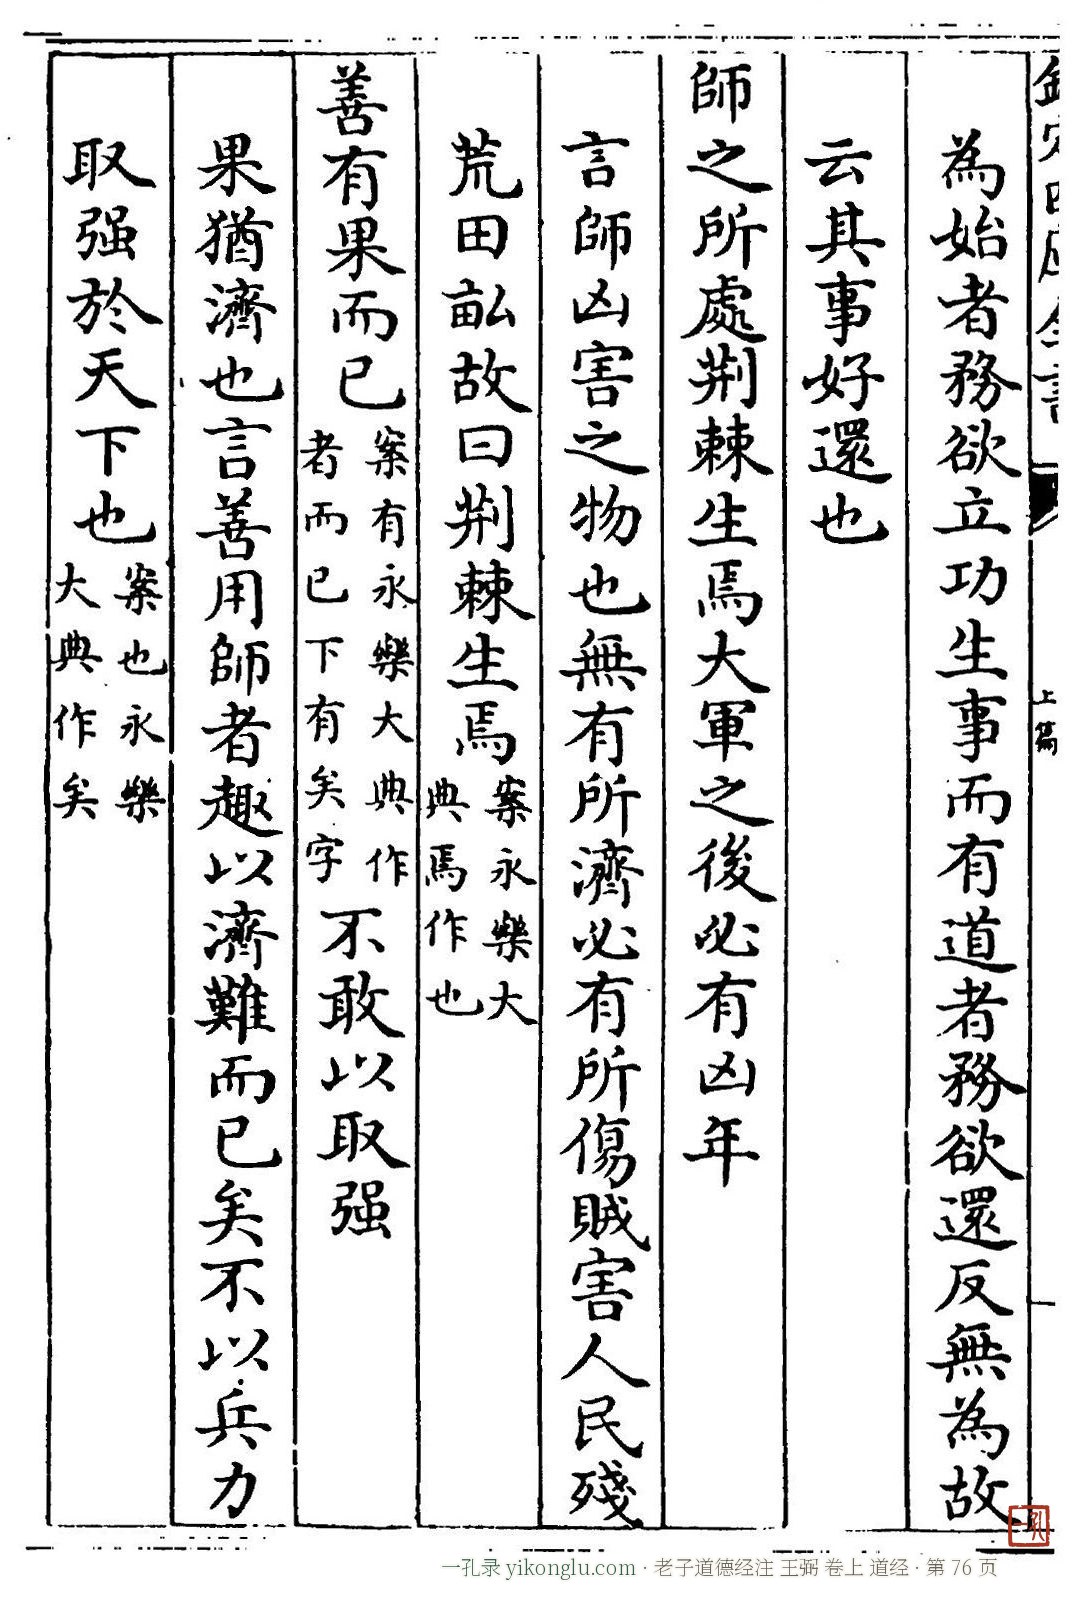 欽定四庫全書
上篇
為始者務欲立功生事而有道者務欲還反無為故
云其事好還也
師之所處荆棘生焉大軍之後必有凶年
言師凶害之物也無有所濟必有所傷賊害人民殘
荒田畝故曰荆棘生焉案永樂大典焉作也
善有果而已案有永樂大典作者而已下有矣字不敢以取强
果猶濟也言善用師者趣以濟難而已矣不以兵力
取强於天下也案也永樂大典作矣
一孔录 yikonglu.com · 老子道德经注 王弼 卷上 道经 · 第 76 页